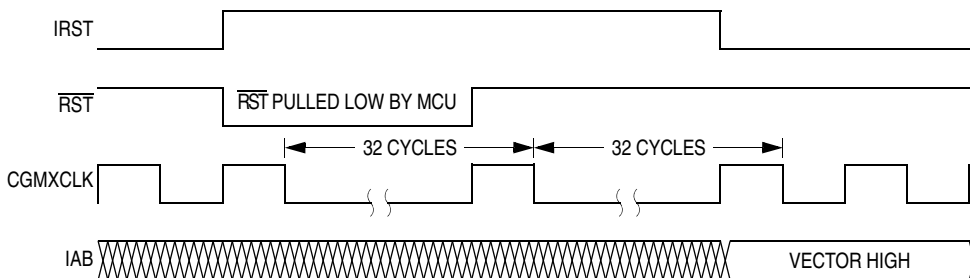 IRST
RST
RST PULLED LOW BY MCU
32 CYCLES
32 CYCLES
CGMXCLK
IAB
VECTOR HIGH